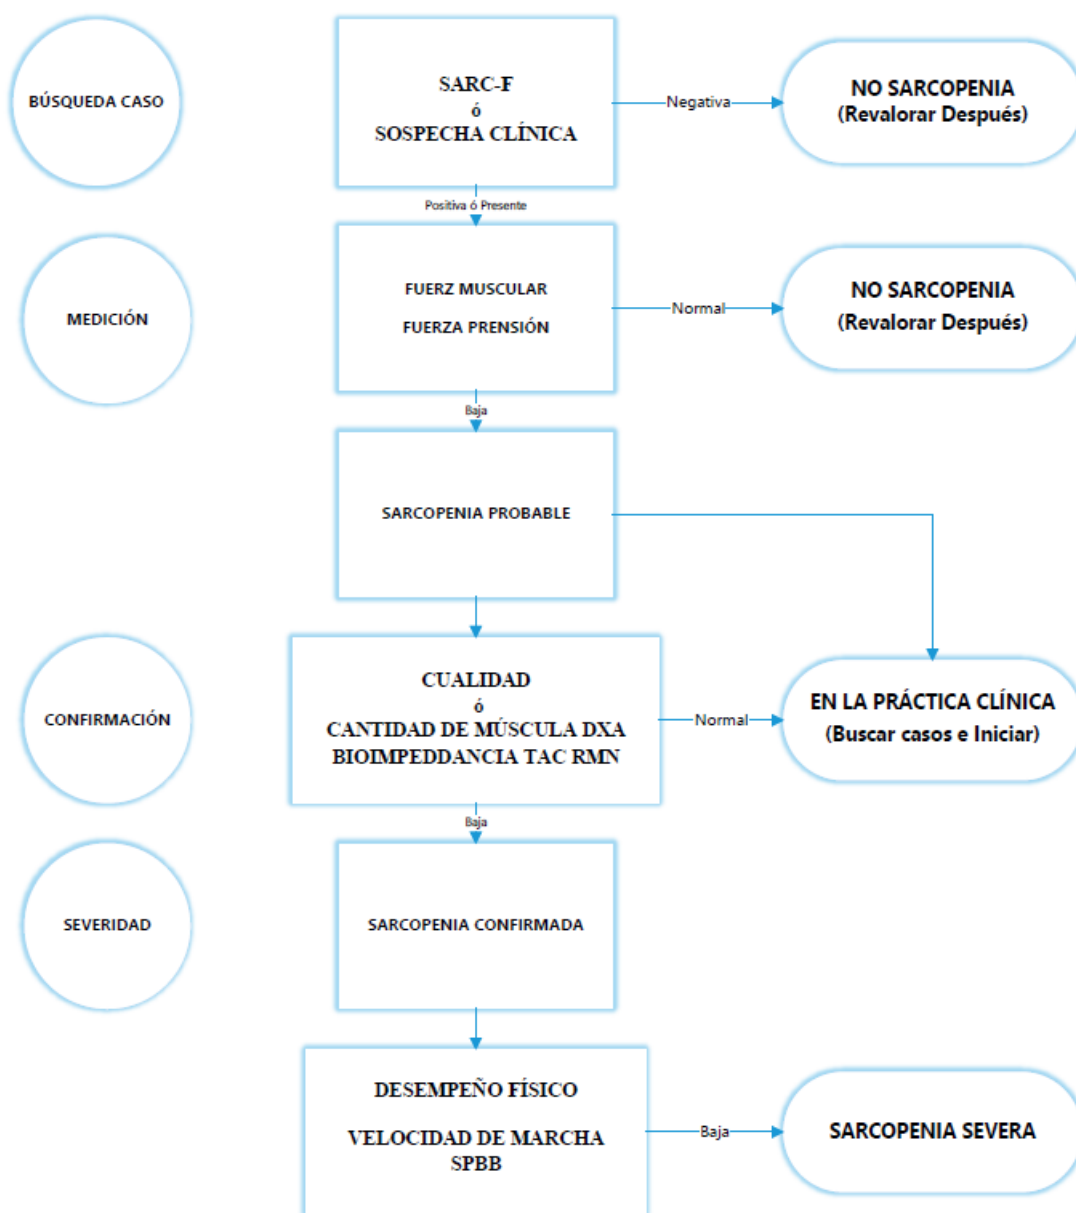 BÚSQUEDA CASO
SARC-F
ó
SOSPECHA CLÍNICA
Negativa
NO SARCOPENIA
(Revalorar Después)
Positiva ó Presente
MEDICIÓN
FUERZ MUSCULAR
FUERZA PRENSIÓN
Normal
NO SARCOPENIA
(Revalorar Después)
Baja
SARCOPENIA PROBABLE
CONFIRMACIÓN
CUALIDAD
ó
CANTIDAD DE MÚSCULA DXA
BIOIMPEDDANCIA TAC RMN
Normal
EN LA PRÁCTICA CLÍNICA
(Buscar casos e Iniciar)
Baja
SEVERIDAD
SARCOPENIA CONFIRMADA
DESEMPEÑO FÍSICO
VELOCIDAD DE MARCHA
SPBB
Baja
SARCOPENIA SEVERA